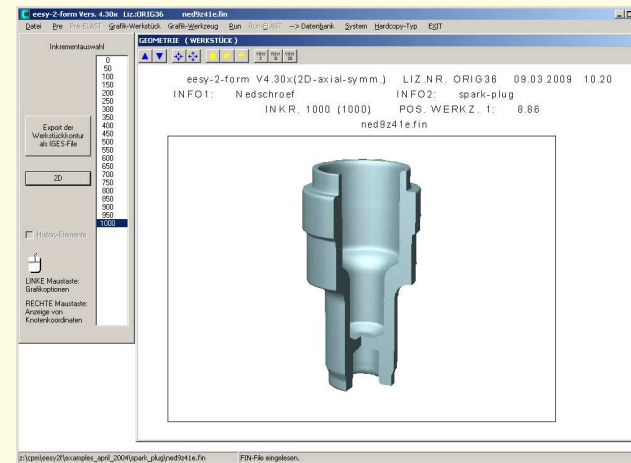 eesy-2-form Vers. 4.30x Liz.:ORIG36 ned9z41e.fin
Datei Pre Pre-ELAST Grafik-Werkstück Grafik-Werkzeug Run Run-ELAST --> Datenbank System Hardcopy-Typ EXIT
Inkrementauswahl
0
50
100
150
200
250
300
350
400
450
500
550
600
650
700
750
800
850
900
950
1000
Export der
Werkstückkontur
als IGES-File
2D
History Elemente
LINKE Maustaste:
Grafikoptionen
RECHTE Maustaste:
Anzeige von
Knotenkoordinaten
GEOMETRIE ( WERKSTÜCK )
VIEW I VIEW II VIEW III
eesy-2-form V4.30x(2D-axial-symm.) LIZ.NR. ORIG36 09.03.2009 10.20
INFO1: Nedschroef INFO2: spark-plug
INKR. 1000 (1000) POS. WERKZ. 1: 8.86
ned9z41e.fin
z:\cpm\eesy2f\examples_april_2004\spark_plug\ned9z41e.fin FIN-File eingelesen.